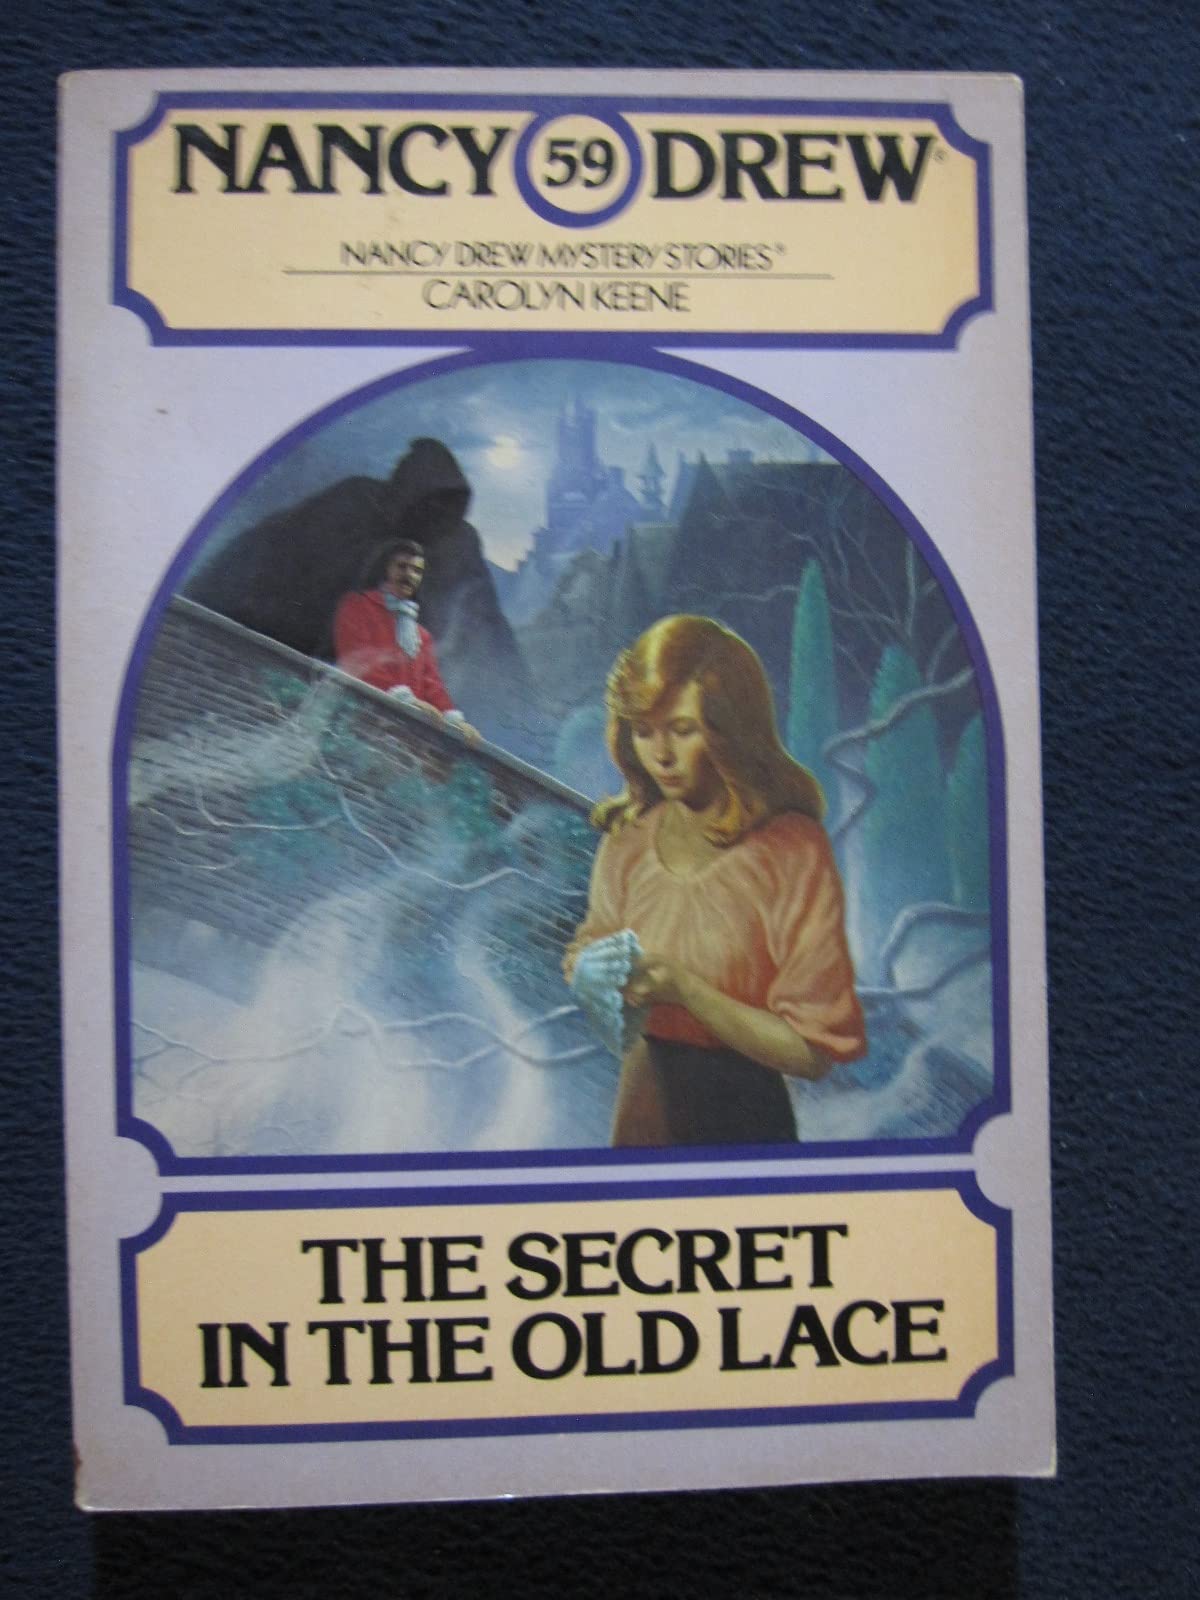 NANCY 59 DREW®
NANCY DREW MYSTERY STORIES®
CAROLYN KEENE
THE SECRET
IN THE OLD LACE